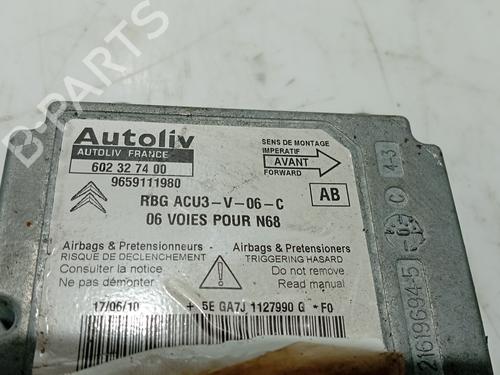 Autoliv
AUTOLIV FRANCE
602 32 74 00
9659111980
SENS DE MONTAGE
IMPERATIF
AVANT
FORWARD
RBG ACU3-V-06-C
06 VOIES POUR N68
AB
Airbags & Pretensionneurs
RISQUE DE DECLENCHEMENT
Consulter la notice
Ne pas démonter
Airbags & Pretensioners
TRIGGERING HASARD
Do not remove
Read manual
17/06/10
+ 5E GA7J 1127990 G *F0
43
C
21619694-5